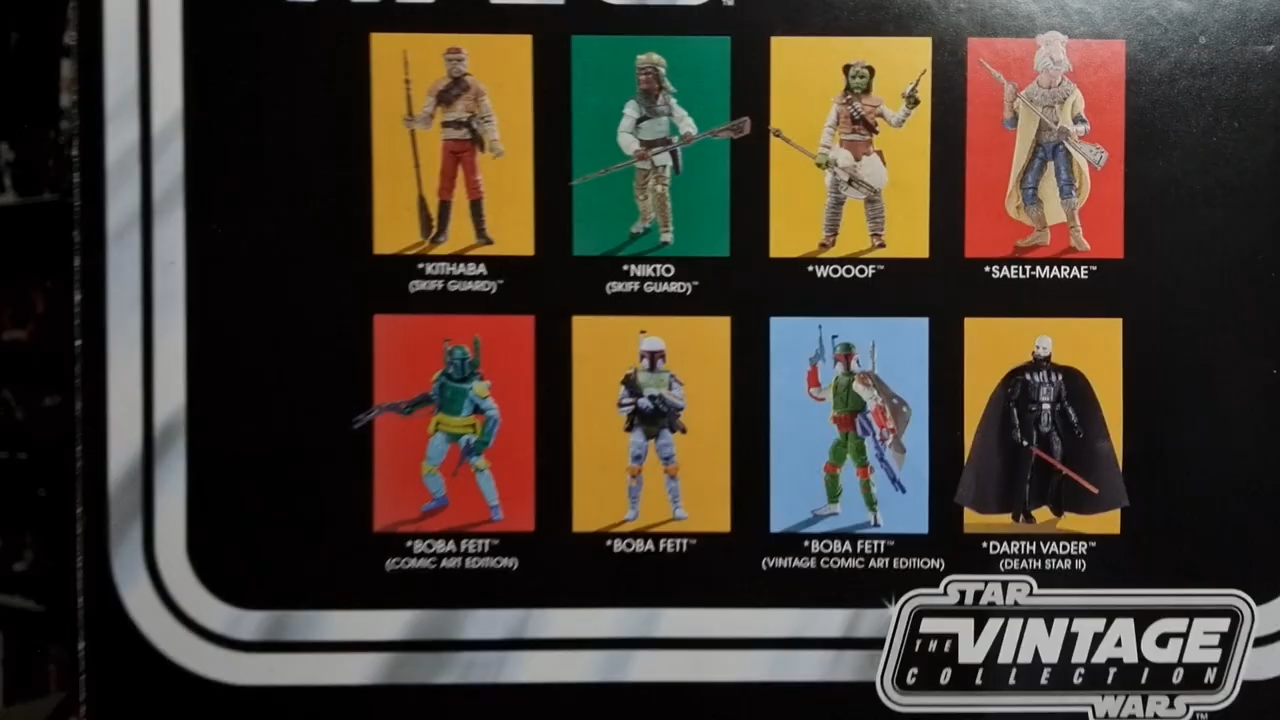 *KITHABA
(SKIFF GUARD)™
*NIKTO
(SKIFF GUARD)™
*WOOOF™
*SAELT-MARAE™
*BOBA FETT™
(COMIC ART EDITION)
*BOBA FETT™
*BOBA FETT™
(VINTAGE COMIC ART EDITION)
*DARTH VADER™
(DEATH STAR II)
STAR
THE VINTAGE
COLLECTION
WARS™